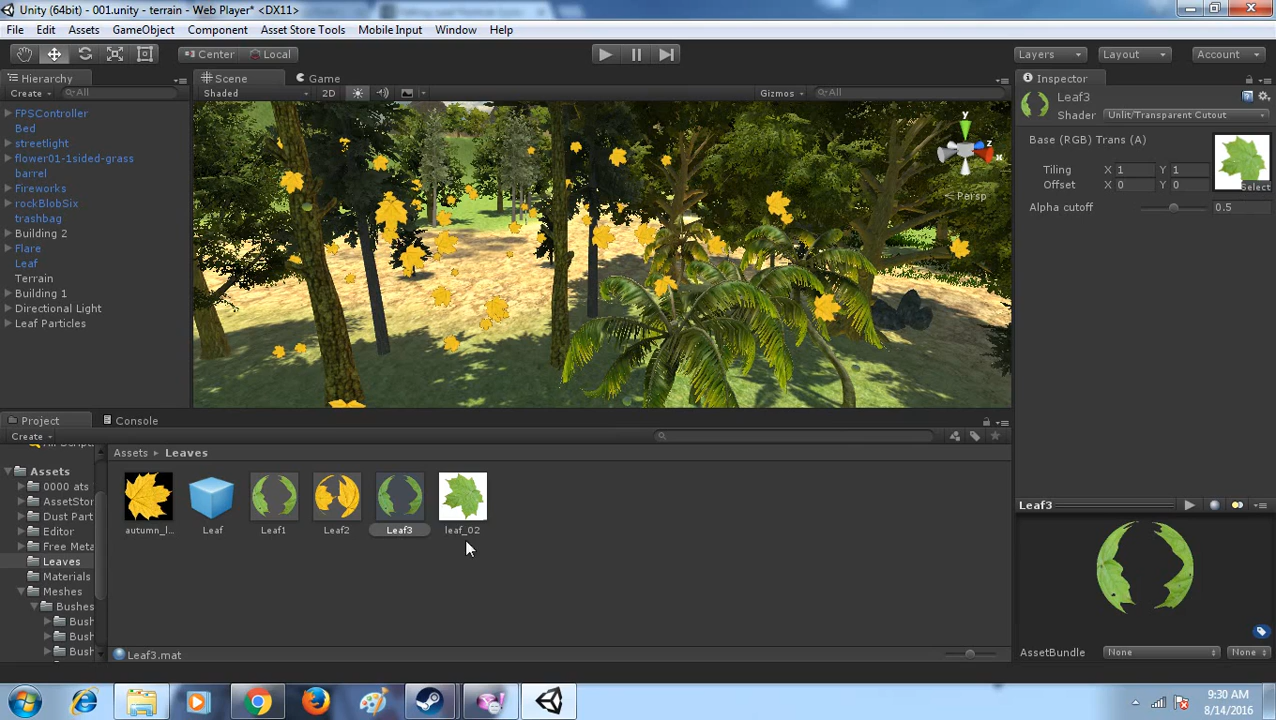 Unity (64bit) - 001.unity - terrain - Web Player* <DX11>
File Edit Assets GameObject Component Asset Store Tools Mobile Input Window Help
Center Local Layers Layout Account
Hierarchy
Create All
FPSController
Bed
streetlight
flower01-1sided-grass
barrel
Fireworks
rockBlobSix
trashbag
Building 2
Flare
Leaf
Terrain
Building 1
Directional Light
Leaf Particles
Scene Game
Shaded 2D Gizmos All
y
z
x
Persp
Inspector
Leaf3
Shader Unlit/Transparent Cutout
Base (RGB) Trans (A)
Tiling X 1 Y 1
Offset X 0 Y 0
Select
Alpha cutoff 0.5
Project Console
Create
Assets
0000 ats
AssetStor
Dust Part
Editor
Free Meta
Leaves
Materials
Meshes
Bushes
Bush
Bush
Bush
Assets Leaves
autumn_l... Leaf Leaf1 Leaf2 Leaf3 leaf_02
Leaf3.mat
Leaf3
AssetBundle None None
9:30 AM
8/14/2016